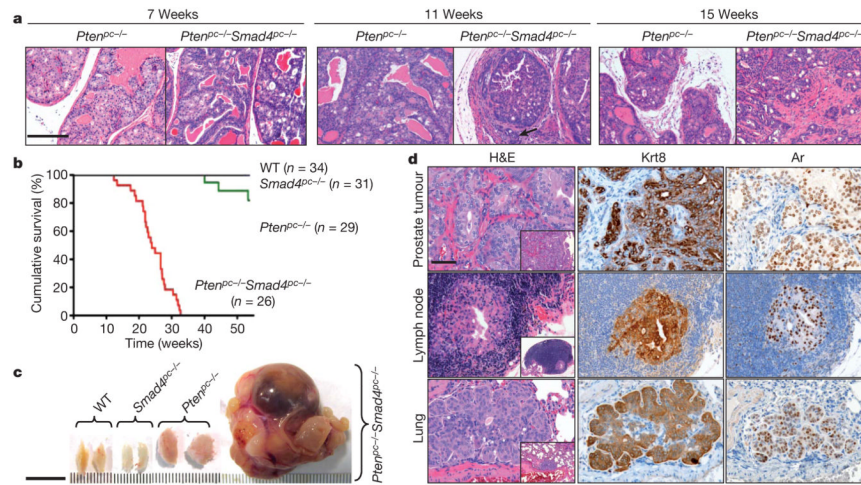 a
7 Weeks
11 Weeks
15 Weeks
Pten^pc–/–
Pten^pc–/–Smad4^pc–/–
Pten^pc–/–
Pten^pc–/–Smad4^pc–/–
Pten^pc–/–
Pten^pc–/–Smad4^pc–/–
b
Cumulative survival (%)
100
80
60
40
20
0
0 10 20 30 40 50
Time (weeks)
WT (n = 34)
Smad4^pc–/– (n = 31)
Pten^pc–/– (n = 29)
Pten^pc–/–Smad4^pc–/–
(n = 26)
c
WT
Smad4^pc–/–
Pten^pc–/–
Pten^pc–/–Smad4^pc–/–
d
H&E
Krt8
Ar
Prostate tumour
Lymph node
Lung